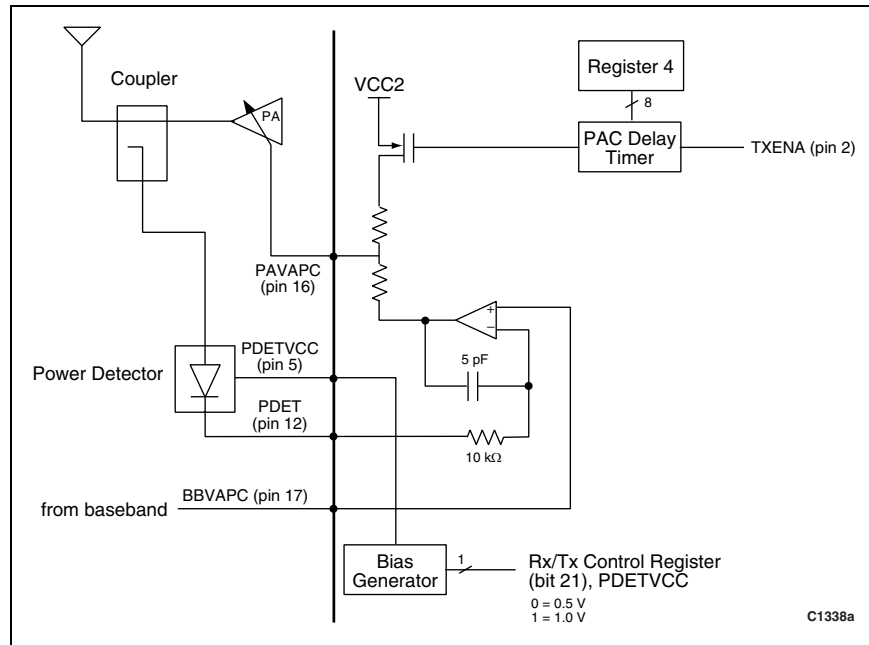 Coupler
PA
VCC2
Register 4
8
PAC Delay
Timer
TXENA (pin 2)
PAVAPC
(pin 16)
+
–
5 pF
Power Detector
PDETVCC
(pin 5)
PDET
(pin 12)
10 kΩ
from baseband
BBVAPC (pin 17)
Bias
Generator
1
Rx/Tx Control Register
(bit 21), PDETVCC
0 = 0.5 V
1 = 1.0 V
C1338a